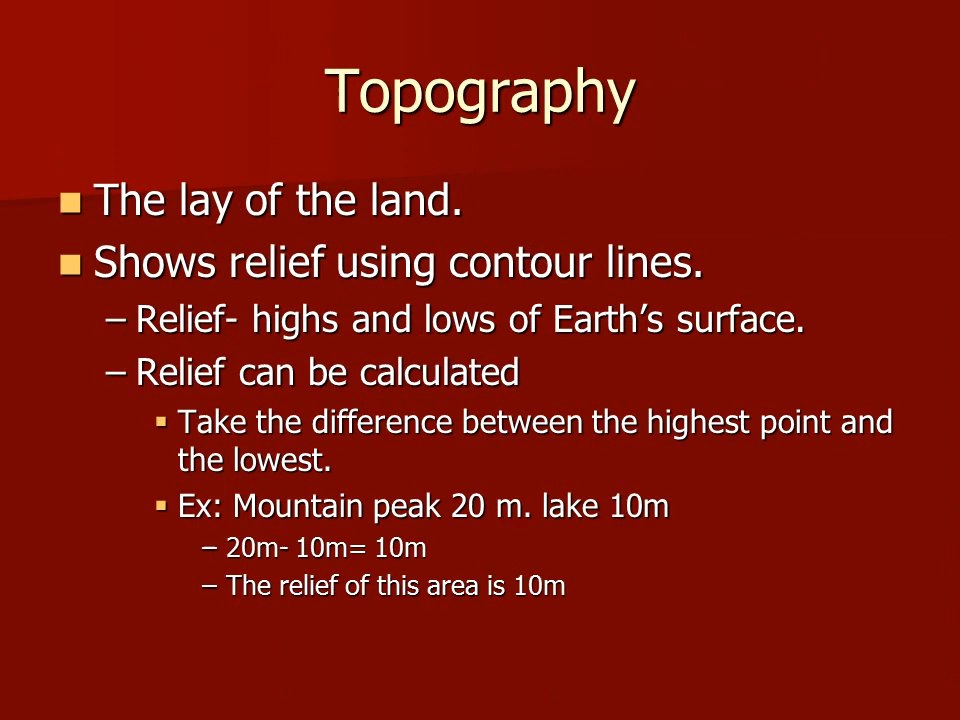 Topography
The lay of the land.
Shows relief using contour lines.
–Relief- highs and lows of Earth’s surface.
–Relief can be calculated
Take the difference between the highest point and
the lowest.
Ex: Mountain peak 20 m. lake 10m
–20m- 10m= 10m
–The relief of this area is 10m